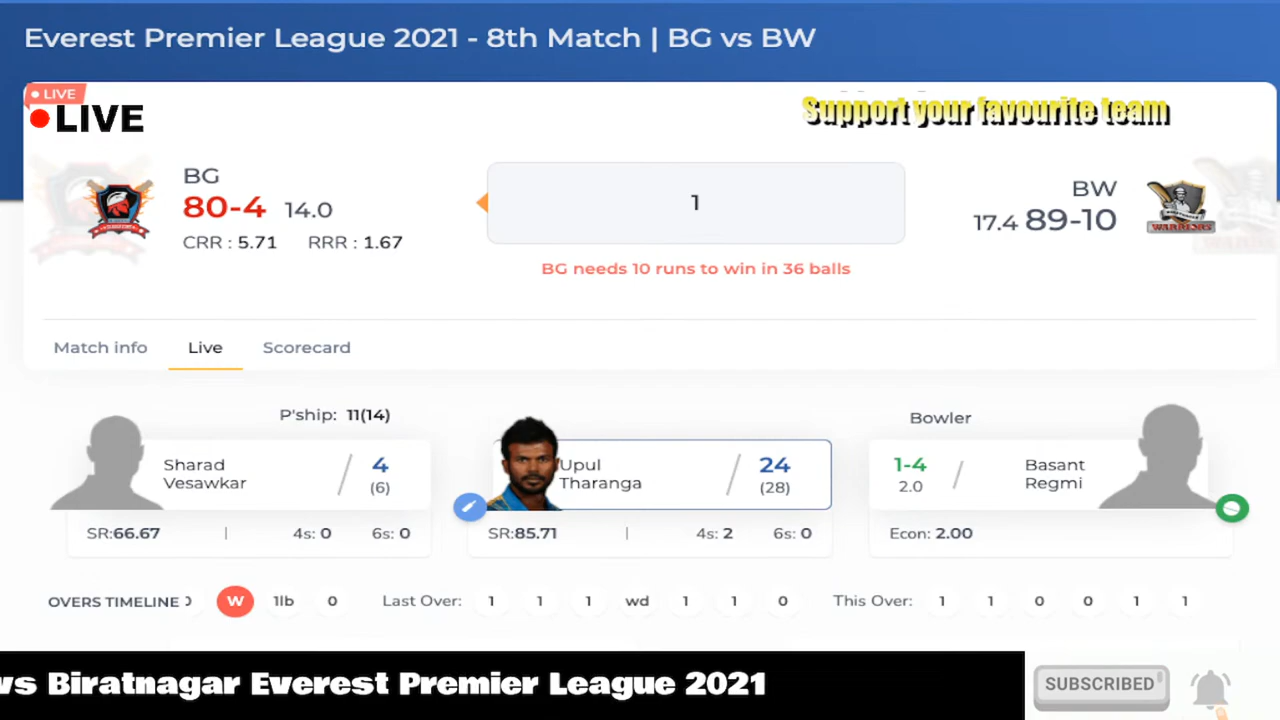 Everest Premier League 2021 - 8th Match | BG vs BW
LIVE
LIVE
Support your favourite team
BG
80-4 14.0
CRR : 5.71 RRR : 1.67
1
BG needs 10 runs to win in 36 balls
BW
17.4 89-10
WARRIORS
Match info Live Scorecard
P'ship: 11(14)
Sharad Vesawkar / 4 (6)
SR:66.67 | 4s: 0 6s: 0
Upul Tharanga / 24 (28)
SR:85.71 | 4s: 2 6s: 0
Bowler
1-4 2.0 / Basant Regmi
Econ: 2.00
OVERS TIMELINE 0 W 1lb 0 Last Over: 1 1 1 wd 1 1 0 This Over: 1 1 0 0 1 1
vs Biratnagar Everest Premier League 2021
SUBSCRIBED